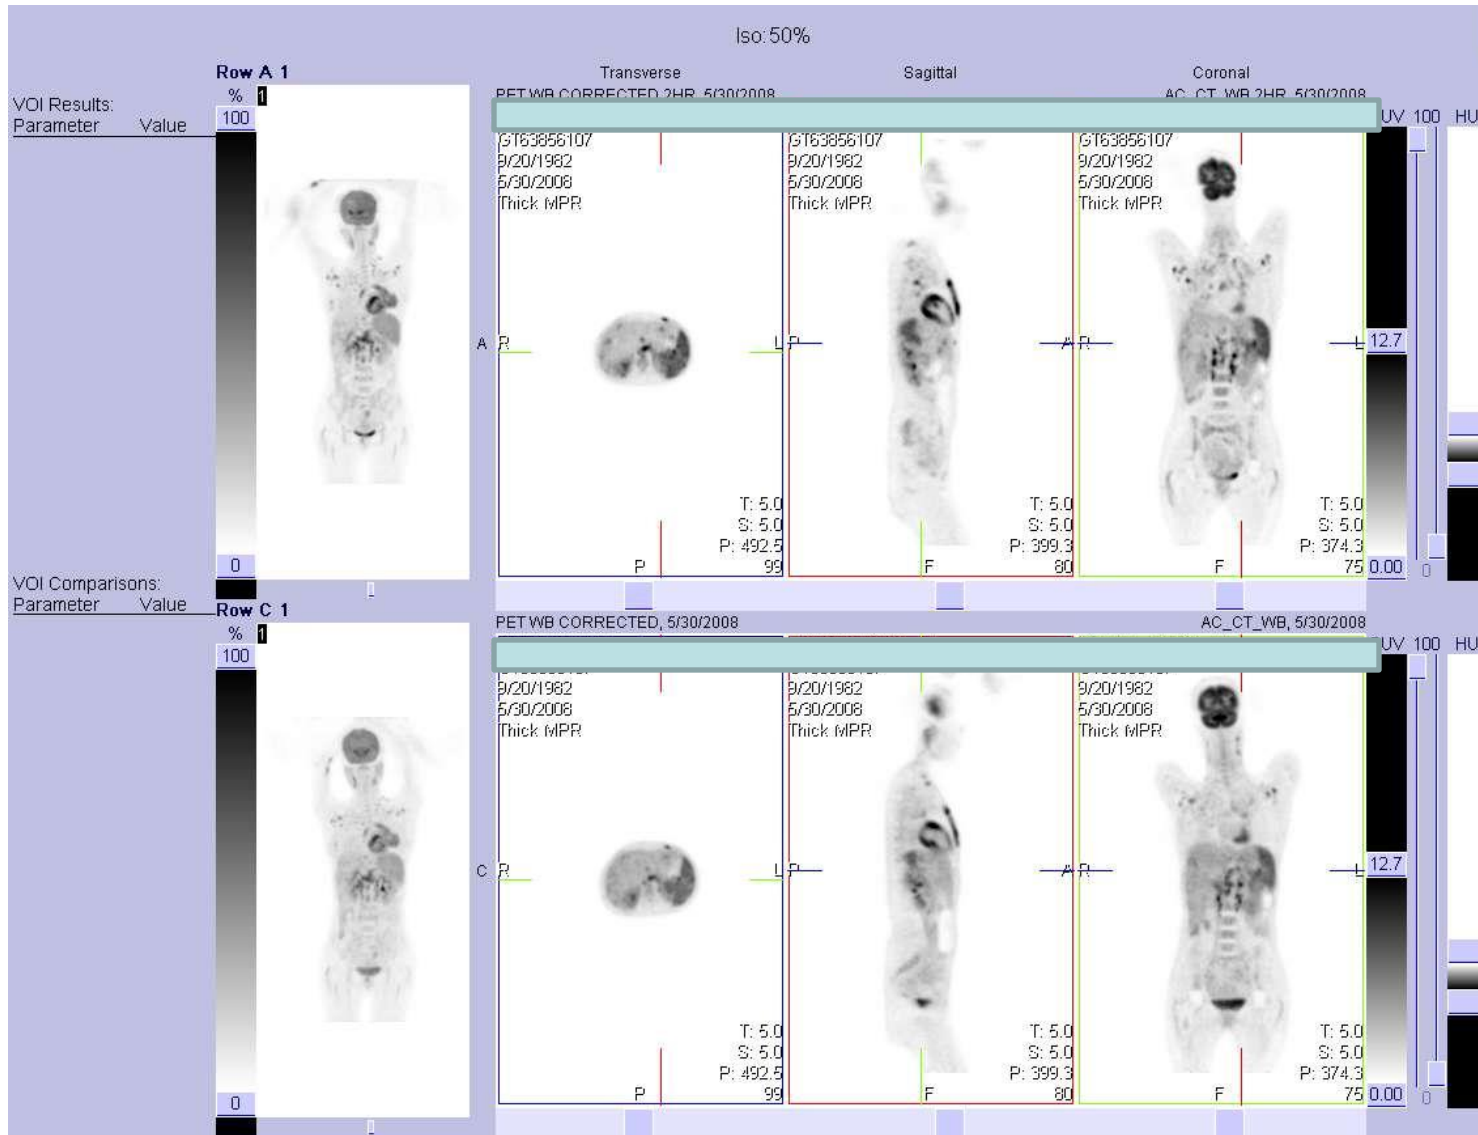 Iso:50%
Row A 1
Transverse
Sagittal
Coronal
VOI Results:
Parameter Value
%
1
100
PET WB CORRECTED 2HR, 5/30/2008
AC_CT_WB 2HR, 5/30/2008
UV 100 HU
GT63856107
9/20/1982
5/30/2008
Thick MPR
GT63856107
9/20/1982
5/30/2008
Thick MPR
GT63856107
9/20/1982
5/30/2008
Thick MPR
A R L P A R L 12.7
T: 5.0
S: 5.0
P: 492.5
P 99
T: 5.0
S: 5.0
P: 399.3
F 80
T: 5.0
S: 5.0
P: 374.3
F 75
0.00 0
0
VOI Comparisons:
Parameter Value
Row C 1
%
1
100
PET WB CORRECTED, 5/30/2008
AC_CT_WB, 5/30/2008
UV 100 HU
9/20/1982
5/30/2008
Thick MPR
9/20/1982
5/30/2008
Thick MPR
9/20/1982
5/30/2008
Thick MPR
C R L P A R L 12.7
T: 5.0
S: 5.0
P: 492.5
P 99
T: 5.0
S: 5.0
P: 399.3
F 80
T: 5.0
S: 5.0
P: 374.3
F 75
0.00 0
0